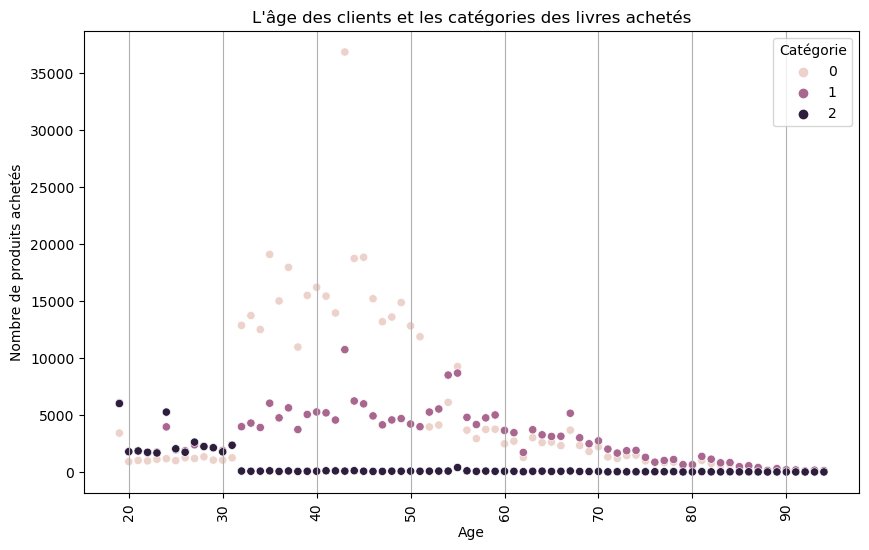 L'âge des clients et les catégories des livres achetés
Catégorie
0
1
2
Nombre de produits achetés
35000
30000
25000
20000
15000
10000
5000
0
20 30 40 50 60 70 80 90
Age